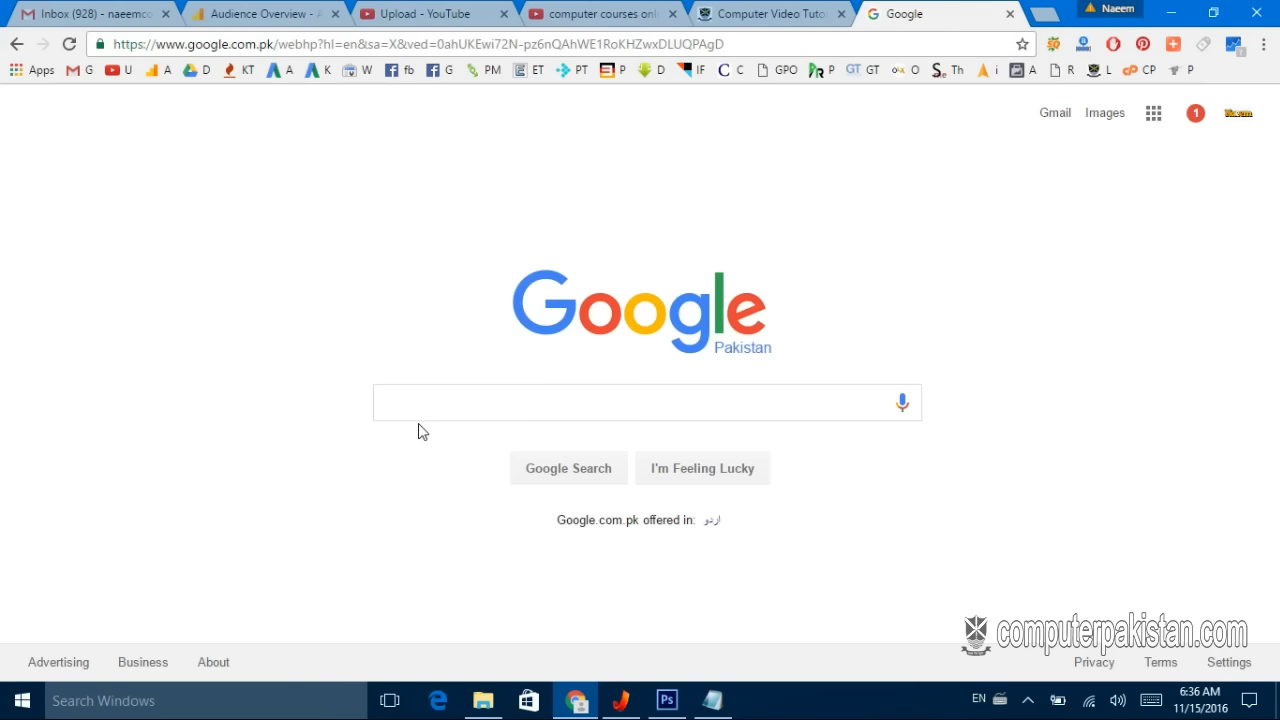 Inbox (928) - naeemco
Audience Overview - A
Upload - YouTube
computer courses onl
Computer Video Tutor
Google
Naeem
https://www.google.com.pk/webhp?hl=en&sa=X&ved=0ahUKEwi72N-pz6nQAhWE1RoKHZwxDLUQPAgD
Apps G U A D KT A K W fb G PM ET PT P D IF C GPO P GT O Th i A R L CP P
Gmail Images 1
Google
Pakistan
Google Search I'm Feeling Lucky
Google.com.pk offered in: اردو
computerpakistan.com
Advertising Business About Privacy Terms Settings
Search Windows
EN
6:36 AM
11/15/2016